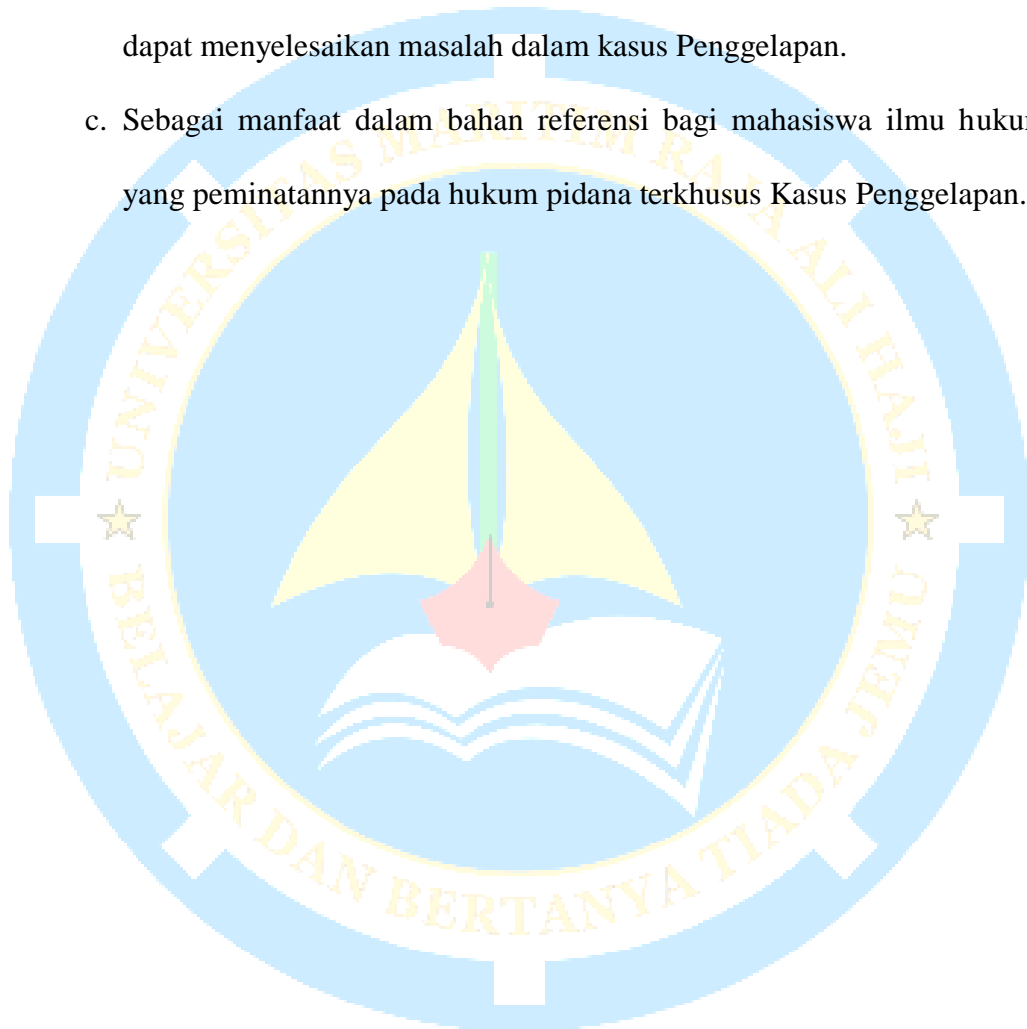 dapat menyelesaikan masalah dalam kasus Penggelapan.
c. Sebagai manfaat dalam bahan referensi bagi mahasiswa ilmu
yang peminatannya pada hukum pidana terkhusus Kasus Penggelapan.
UNIVERSITAS MARITIM RAJA ALI HAJI
BELAJAR DAN BERTANYA TIADA JEMU